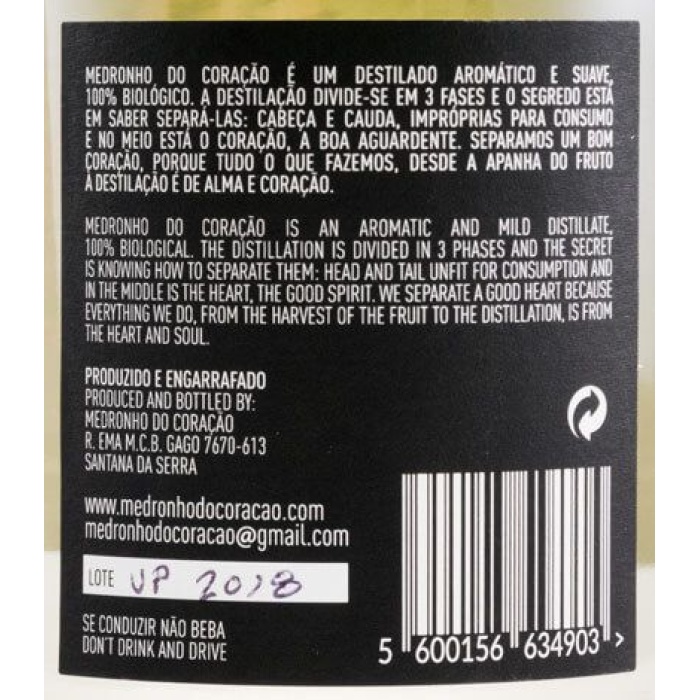 MEDRONHO DO CORAÇÃO É UM DESTILADO AROMÁTICO E SUAVE,
100% BIOLÓGICO. A DESTILAÇÃO DIVIDE-SE EM 3 FASES E O SEGREDO ESTÁ
EM SABER SEPARÁ-LAS: CABEÇA E CAUDA, IMPRÓPRIAS PARA CONSUMO
E NO MEIO ESTÁ O CORAÇÃO, A BOA AGUARDENTE. SEPARAMOS UM BOM
CORAÇÃO, PORQUE TUDO O QUE FAZEMOS, DESDE A APANHA DO FRUTO
À DESTILAÇÃO É DE ALMA E CORAÇÃO.
MEDRONHO DO CORAÇÃO IS AN AROMATIC AND MILD DISTILLATE,
100% BIOLOGICAL. THE DISTILLATION IS DIVIDED IN 3 PHASES AND THE SECRET
IS KNOWING HOW TO SEPARATE THEM: HEAD AND TAIL UNFIT FOR CONSUMPTION AND
IN THE MIDDLE IS THE HEART, THE GOOD SPIRIT. WE SEPARATE A GOOD HEART BECAUSE
EVERYTHING WE DO, FROM THE HARVEST OF THE FRUIT TO THE DISTILLATION, IS FROM
THE HEART AND SOUL.
PRODUZIDO E ENGARRAFADO
PRODUCED AND BOTTLED BY:
MEDRONHO DO CORAÇÃO
R. EMA M.C.B. GAGO 7670-613
SANTANA DA SERRA
www.medronhodocoracao.com
medronhodocoracao@gmail.com
LOTE VP 2018
SE CONDUZIR NÃO BEBA
DON'T DRINK AND DRIVE
5 600156 634903 >